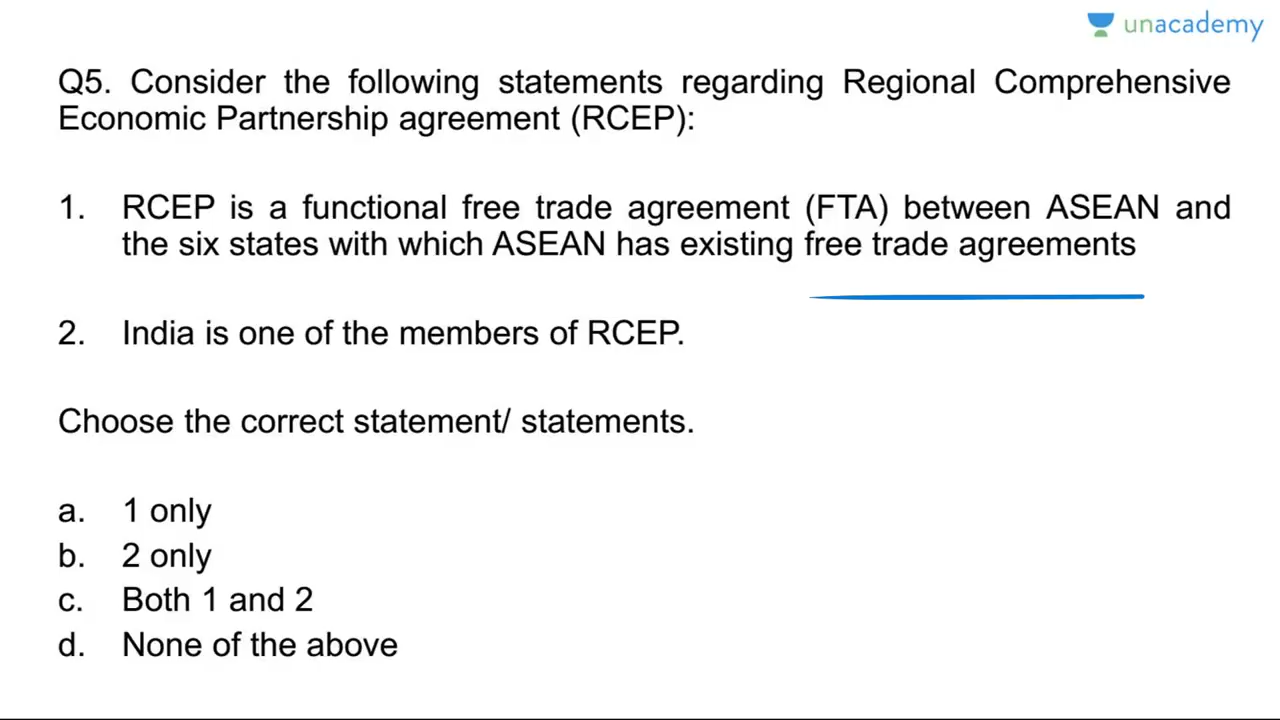 unacademy
Q5. Consider the following statements regarding Regional Comprehensive
Economic Partnership agreement (RCEP):
1. RCEP is a functional free trade agreement (FTA) between ASEAN and
the six states with which ASEAN has existing free trade agreements
2. India is one of the members of RCEP.
Choose the correct statement/ statements.
a. 1 only
b. 2 only
c. Both 1 and 2
d. None of the above